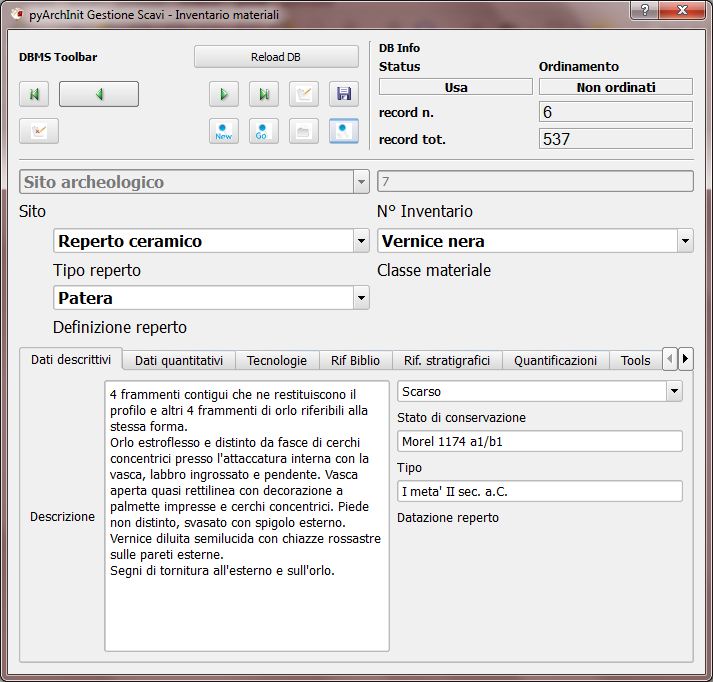 pyArchInit Gestione Scavi - Inventario materiali
DBMS Toolbar
Reload DB
DB Info
Status
Ordinamento
Usa
Non ordinati
record n.
6
record tot.
537
New
Go
Sito archeologico
7
Sito
N° Inventario
Reperto ceramico
Vernice nera
Tipo reperto
Classe materiale
Patera
Definizione reperto
Dati descrittivi
Dati quantitativi
Tecnologie
Rif Biblio
Rif. stratigrafici
Quantificazioni
Tools
Descrizione
4 frammenti contigui che ne restituiscono il
profilo e altri 4 frammenti di orlo riferibili alla
stessa forma.
Orlo estroflesso e distinto da fasce di cerchi
concentrici presso l'attaccatura interna con la
vasca, labbro ingrossato e pendente. Vasca
aperta quasi rettilinea con decorazione a
palmette impresse e cerchi concentrici. Piede
non distinto, svasato con spigolo esterno.
Vernice diluita semilucida con chiazze rossastre
sulle pareti esterne.
Segni di tornitura all'esterno e sull'orlo.
Scarso
Stato di conservazione
Morel 1174 a1/b1
Tipo
I meta' II sec. a.C.
Datazione reperto